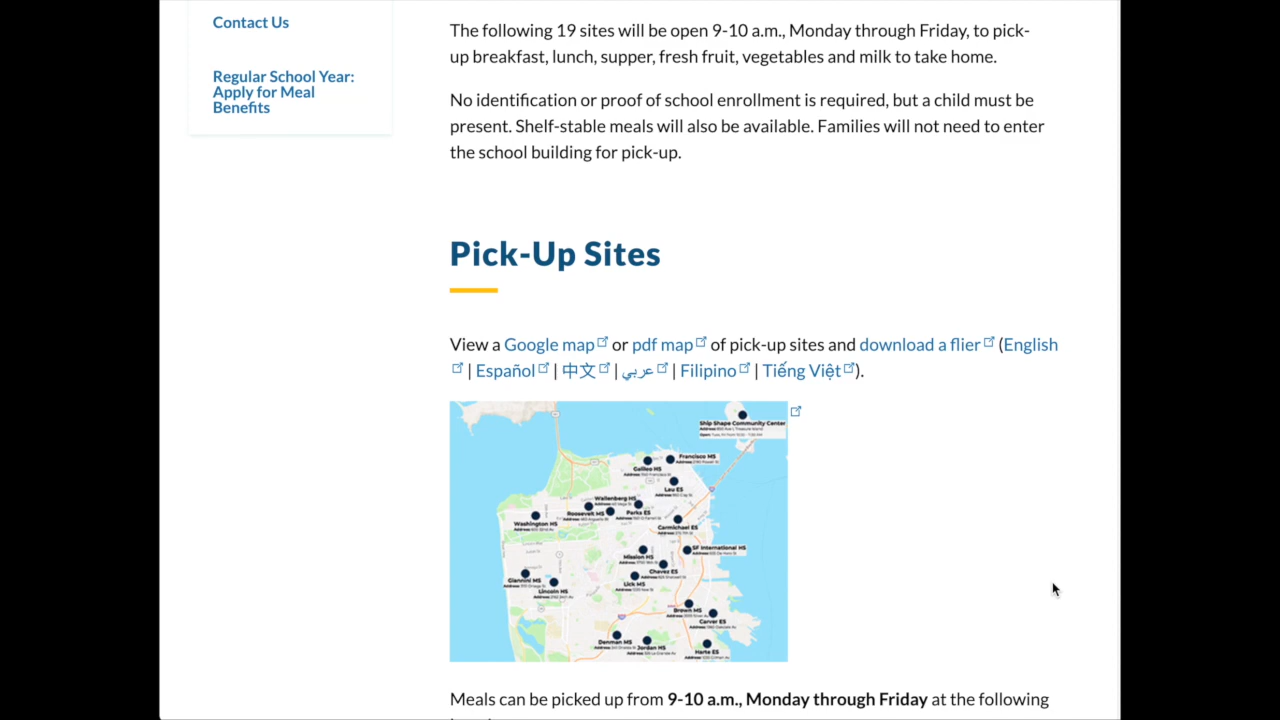 Contact Us
Regular School Year:
Apply for Meal
Benefits
The following 19 sites will be open 9-10 a.m., Monday through Friday, to pick-
up breakfast, lunch, supper, fresh fruit, vegetables and milk to take home.
No identification or proof of school enrollment is required, but a child must be
present. Shelf-stable meals will also be available. Families will not need to enter
the school building for pick-up.
Pick-Up Sites
View a Google map or pdf map of pick-up sites and download a flier (English
| Español | 中文 | عربي | Filipino | Tiếng Việt).
Ship Shape Community Center
Francisco MS
Galileo HS
Lau ES
Wallenberg HS
Roosevelt MS
Parks ES
Washington HS
Carmichael ES
SF International HS
Mission HS
Chavez ES
Giannini MS
Lick MS
Lincoln HS
Brown MS
Carver ES
Denman MS
Jordan HS
Harte ES
Meals can be picked up from 9-10 a.m., Monday through Friday at the following